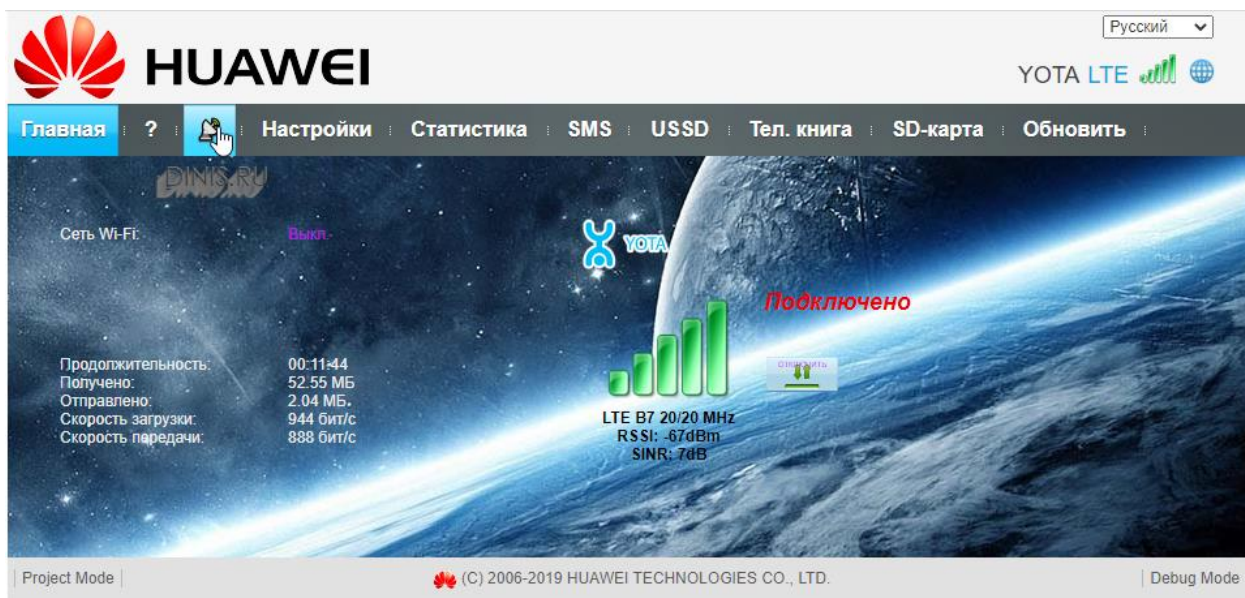 Русский
HUAWEI
YOTA LTE
Главная ? Настройки Статистика SMS USSD Тел. книга SD-карта Обновить
DINIS.RU
Сеть Wi-Fi: Выкл.
YOTA
Подключено
Продолжительность: 00:11:44
Получено: 52.55 МБ
Отправлено: 2.04 МБ.
Скорость загрузки: 944 бит/с
Скорость передачи: 888 бит/с
LTE B7 20/20 MHz
RSSI: -67dBm
SINR: 7dB
Project Mode
(C) 2006-2019 HUAWEI TECHNOLOGIES CO., LTD.
Debug Mode